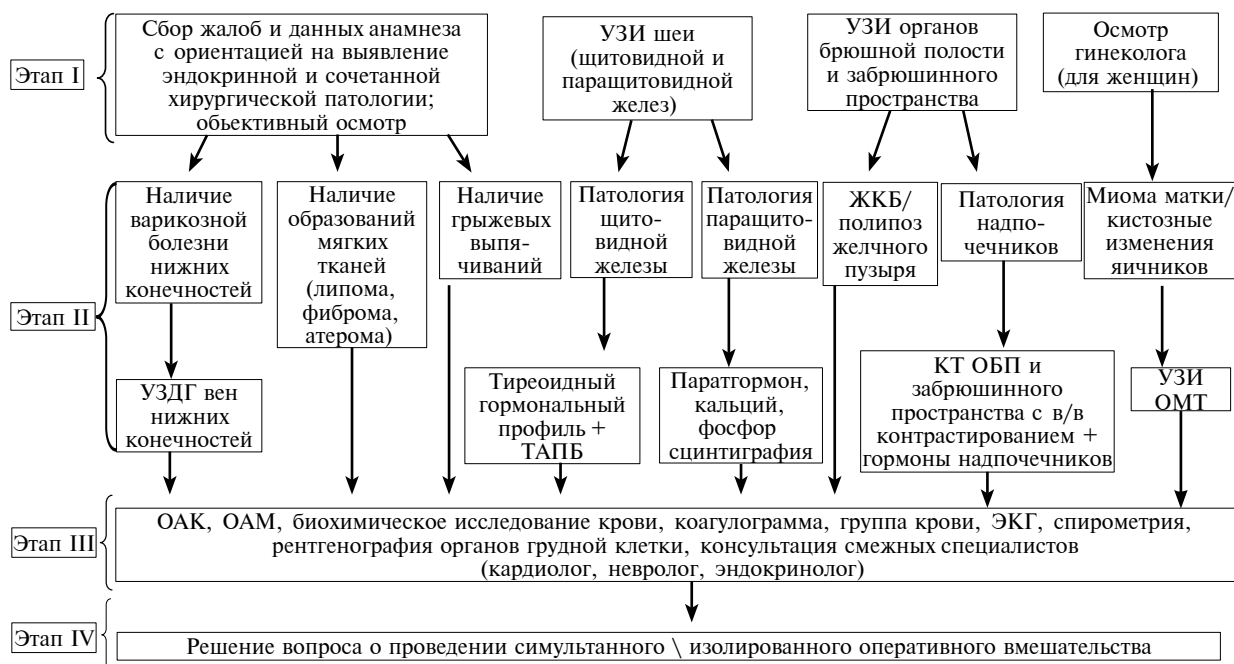 Этап I
Сбор жалоб и данных анамнеза
с ориентацией на выявление
эндокринной и сочетанной
хирургической патологии;
обьективный осмотр
УЗИ шеи
(щитовидной и
паращитовидной
желез)
УЗИ органов
брюшной полости
и забрюшинного
пространства
Осмотр
гинеколога
(для женщин)
Этап II
Наличие
варикозной
болезни
нижних
конечностей
Наличие
образований
мягких
тканей
(липома,
фиброма,
атерома)
Наличие
грыжевых
выпя-
чиваний
Патология
щито-
видной
железы
Патология
паращито-
видной
железы
ЖКБ/
полипоз
желчного
пузыря
Патология
надпо-
чечников
Миома матки/
кистозные
изменения
яичников
УЗДГ вен
нижних
конечностей
Тиреоидный
гормональный
профиль +
ТАПБ
Паратгормон,
кальций,
фосфор
сцинтиграфия
КТ ОБП и
забрюшинного
пространства с в/в
контрастированием +
гормоны надпочечников
УЗИ
ОМТ
Этап III
ОАК, ОАМ, биохимическое исследование крови, коагулограмма, группа крови, ЭКГ, спирометрия,
рентгенография органов грудной клетки, консультация смежных специалистов
(кардиолог, невролог, эндокринолог)
Этап IV
Решение вопроса о проведении симультанного \ изолированного оперативного вмешательства